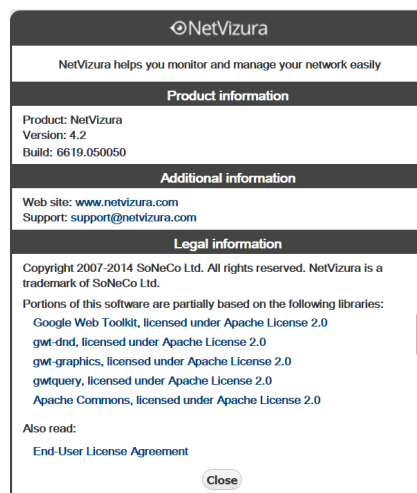 NetVizura
NetVizura helps you monitor and manage your network easily
Product information
Product: NetVizura
Version: 4.2
Build: 6619.050050
Additional information
Web site: www.netvizura.com
Support: support@netvizura.com
Legal information
Copyright 2007-2014 SoNeCo Ltd. All rights reserved. NetVizura is a
trademark of SoNeCo Ltd.
Portions of this software are partially based on the following libraries:
Google Web Toolkit, licensed under Apache License 2.0
gwt-dnd, licensed under Apache License 2.0
gwt-graphics, licensed under Apache License 2.0
gwtquery, licensed under Apache License 2.0
Apache Commons, licensed under Apache License 2.0
Also read:
End-User License Agreement
Close